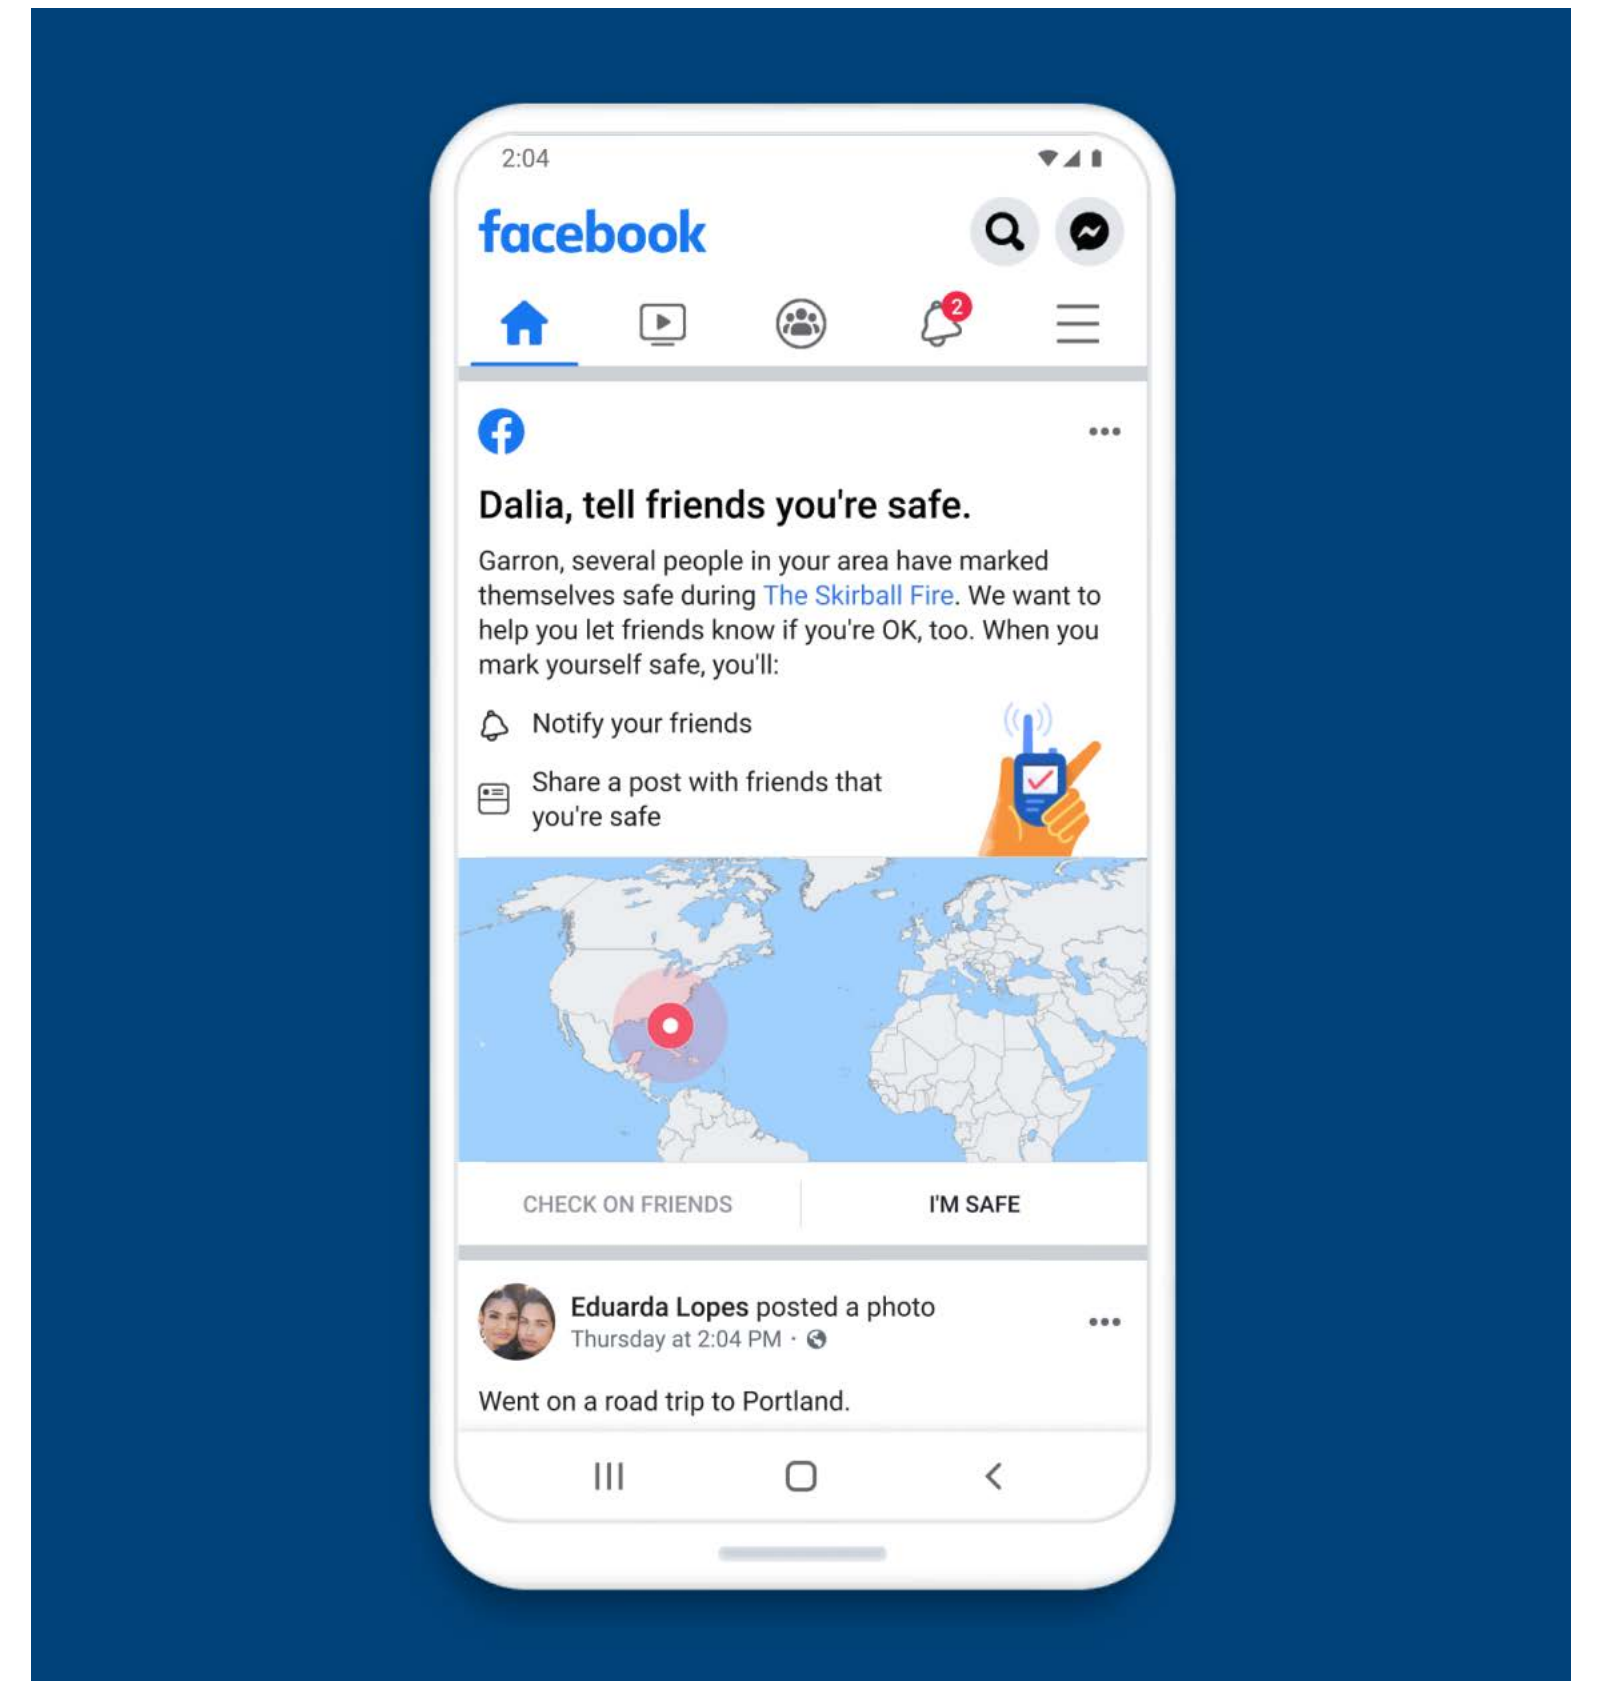 2:04
facebook
2
Dalia, tell friends you're safe.
Garron, several people in your area have marked
themselves safe during The Skirball Fire. We want to
help you let friends know if you're OK, too. When you
mark yourself safe, you'll:
Notify your friends
Share a post with friends that
you're safe
CHECK ON FRIENDS
I'M SAFE
Eduarda Lopes posted a photo
Thursday at 2:04 PM ·
Went on a road trip to Portland.